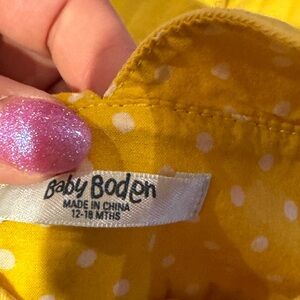 Baby Boden
MADE IN CHINA
12-18 MTHS